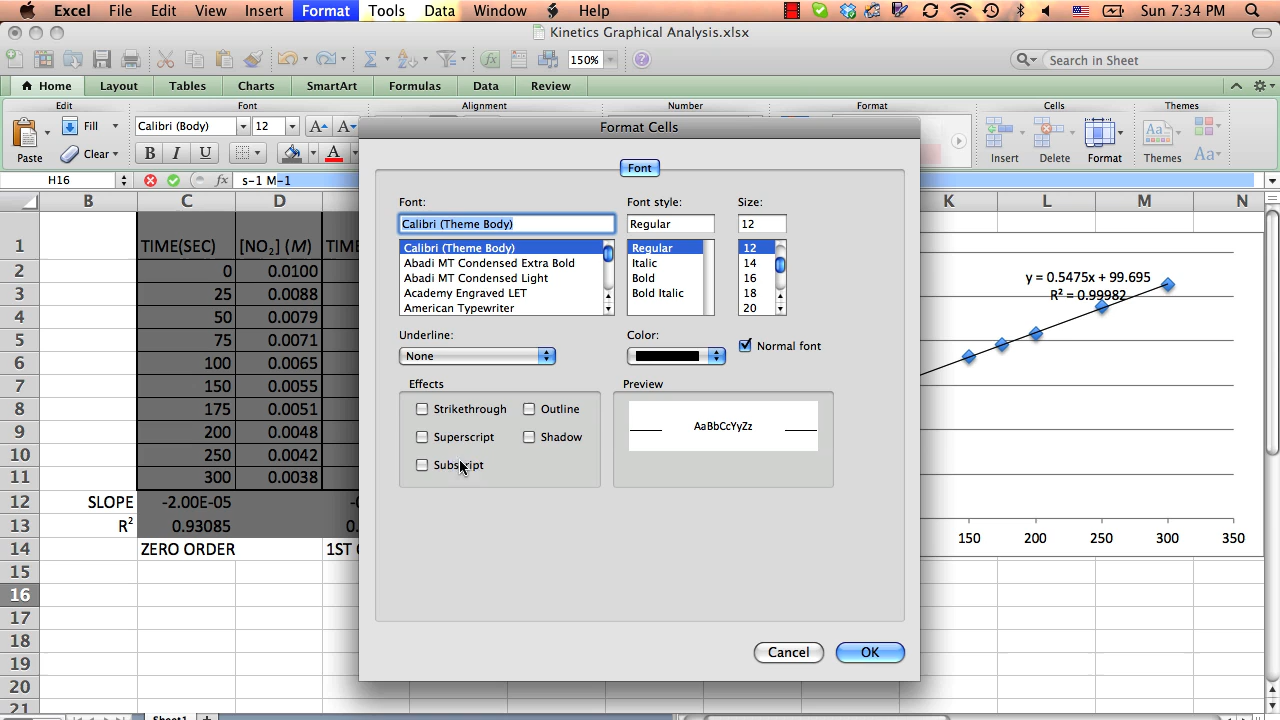 Excel File Edit View Insert Format Tools Data Window Help Sun 7:34 PM
Kinetics Graphical Analysis.xlsx
150% Search in Sheet
Home Layout Tables Charts SmartArt Formulas Data Review
Edit Font Alignment Number Format Cells Themes
Fill Calibri (Body) 12 A A
Paste Clear B I U A Insert Delete Format Themes Aa
H16 fx s-1 M-1
Format Cells
Font
B C D K L M N
1 TIME(SEC) [NO₂] (M) TIME
2 0 0.0100
3 25 0.0088
4 50 0.0079
5 75 0.0071
6 100 0.0065
7 150 0.0055
8 175 0.0051
9 200 0.0048
10 250 0.0042
11 300 0.0038
12 SLOPE -2.00E-05
13 R² 0.93085
14 ZERO ORDER 1ST
15
16
17
18
19
20
21
Font: Font style: Size:
Calibri (Theme Body) Regular 12
Calibri (Theme Body) Regular 12
Abadi MT Condensed Extra Bold Italic 14
Abadi MT Condensed Light Bold 16
Academy Engraved LET Bold Italic 18
American Typewriter 20
Underline: Color:
None Normal font
Effects Preview
Strikethrough Outline
Superscript Shadow
Subscript
AaBbCcYyZz
Cancel OK
y = 0.5475x + 99.695
R² = 0.99982
150 200 250 300 350
Sheet1